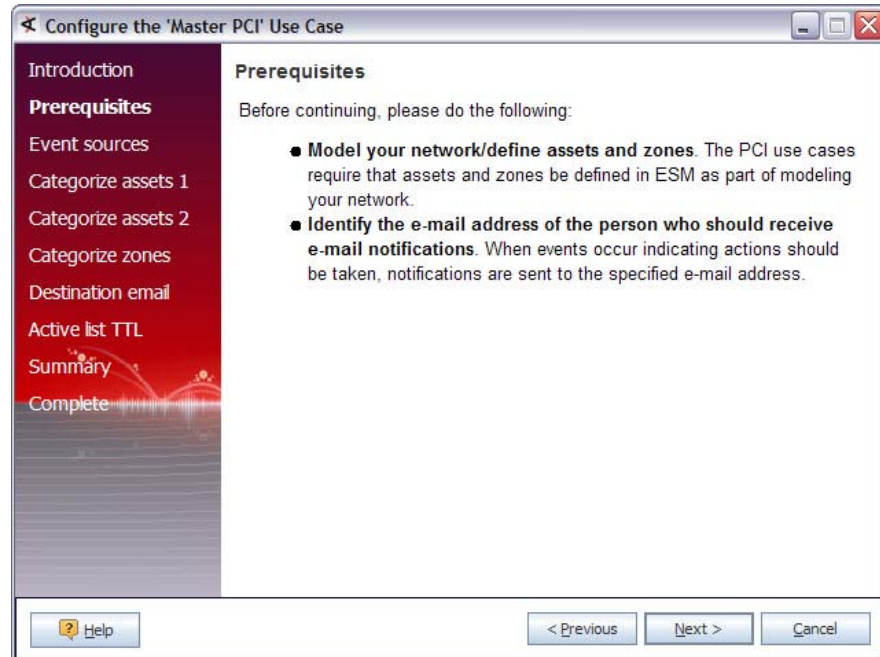 Configure the 'Master PCI' Use Case
Introduction
Prerequisites
Event sources
Categorize assets 1
Categorize assets 2
Categorize zones
Destination email
Active list TTL
Summary
Complete
Prerequisites
Before continuing, please do the following:
● Model your network/define assets and zones. The PCI use cases
require that assets and zones be defined in ESM as part of modeling
your network.
● Identify the e-mail address of the person who should receive
e-mail notifications. When events occur indicating actions should
be taken, notifications are sent to the specified e-mail address.
Help
< Previous
Next >
Cancel